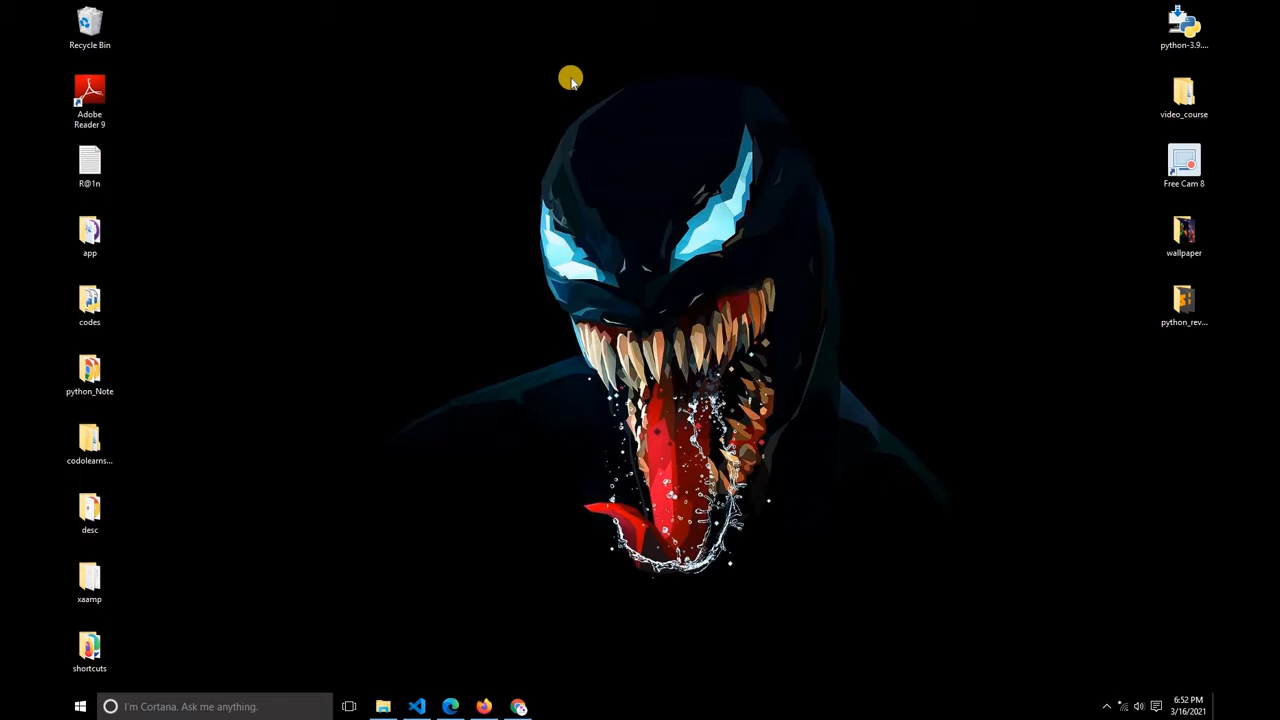 Recycle Bin
Adobe
Reader 9
R@1n
app
codes
python_Note
codolearns...
desc
xaamp
shortcuts
python-3.9....
video_course
Free Cam 8
wallpaper
python_rev...
I'm Cortana. Ask me anything.
6:52 PM
3/16/2021